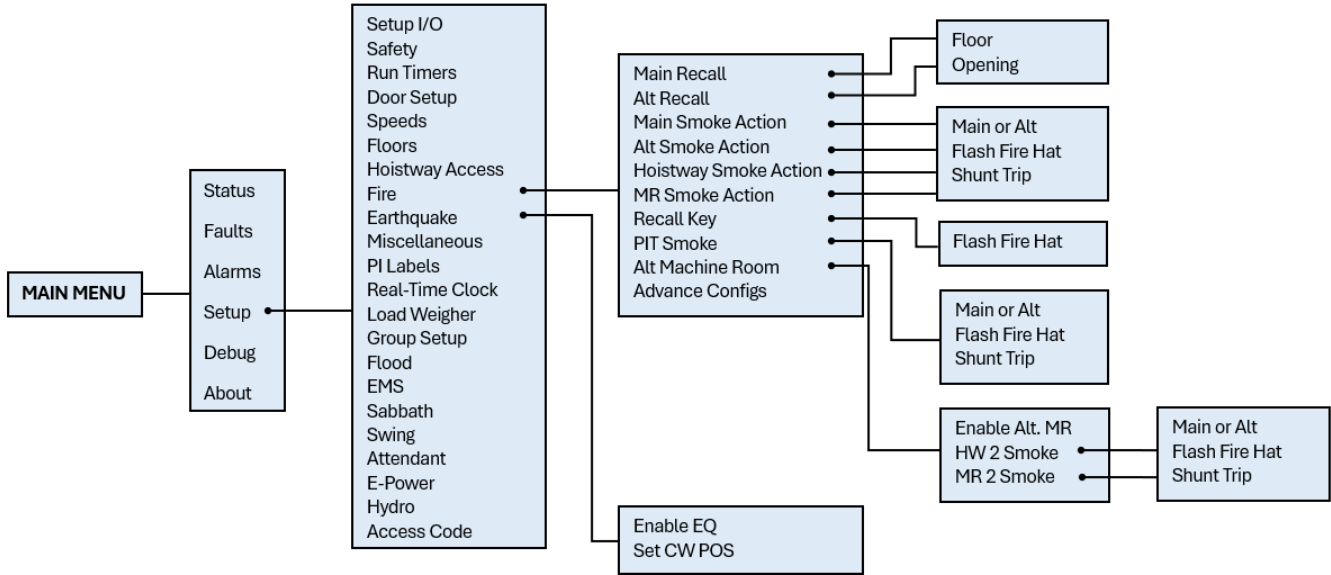 MAIN MENU
Status
Faults
Alarms
Setup
Debug
About
Setup I/O
Safety
Run Timers
Door Setup
Speeds
Floors
Hoistway Access
Fire
Earthquake
Miscellaneous
PI Labels
Real-Time Clock
Load Weigher
Group Setup
Flood
EMS
Sabbath
Swing
Attendant
E-Power
Hydro
Access Code
Main Recall
Alt Recall
Main Smoke Action
Alt Smoke Action
Hoistway Smoke Action
MR Smoke Action
Recall Key
PIT Smoke
Alt Machine Room
Advance Configs
Enable EQ
Set CW POS
Floor
Opening
Main or Alt
Flash Fire Hat
Shunt Trip
Flash Fire Hat
Main or Alt
Flash Fire Hat
Shunt Trip
Enable Alt. MR
HW 2 Smoke
MR 2 Smoke
Main or Alt
Flash Fire Hat
Shunt Trip